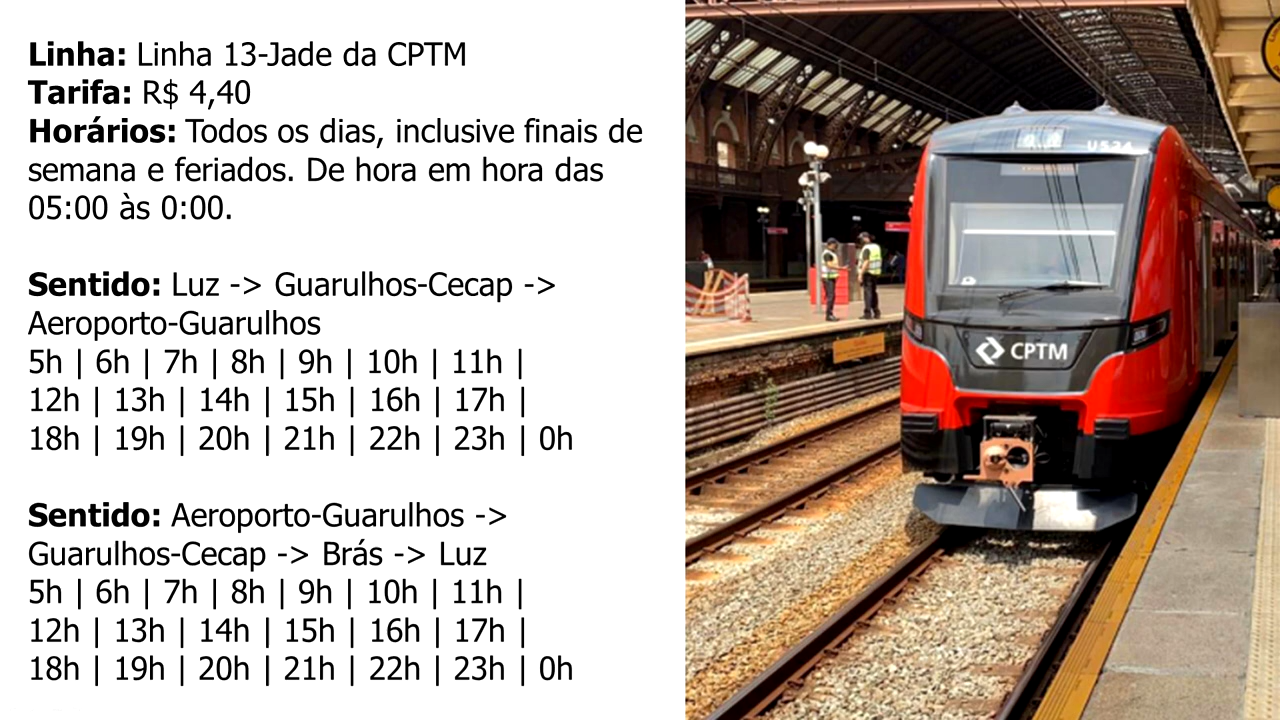 Linha: Linha 13-Jade da CPTM
Tarifa: R$ 4,40
Horários: Todos os dias, inclusive finais de
semana e feriados. De hora em hora das
05:00 às 0:00.
Sentido: Luz -> Guarulhos-Cecap ->
Aeroporto-Guarulhos
5h | 6h | 7h | 8h | 9h | 10h | 11h |
12h | 13h | 14h | 15h | 16h | 17h |
18h | 19h | 20h | 21h | 22h | 23h | 0h
Sentido: Aeroporto-Guarulhos ->
Guarulhos-Cecap -> Brás -> Luz
5h | 6h | 7h | 8h | 9h | 10h | 11h |
12h | 13h | 14h | 15h | 16h | 17h |
18h | 19h | 20h | 21h | 22h | 23h | 0h
CPTM